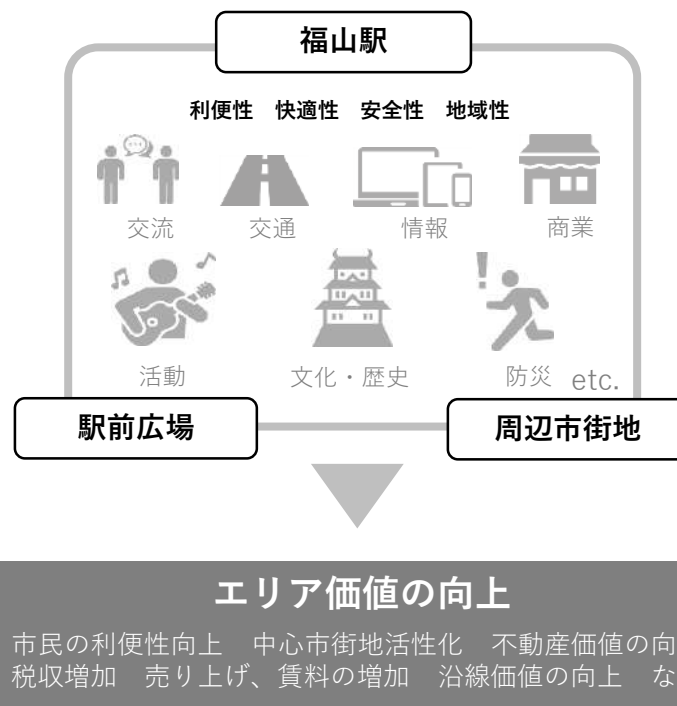 福山駅
利便性　快適性　安全性　地域性
交流　交通　情報　商業
活動　文化・歴史　防災　etc.
駅前広場　周辺市街地
エリア価値の向上
市民の利便性向上　中心市街地活性化　不動産価値の向
税収増加　売り上げ、賃料の増加　沿線価値の向上　な